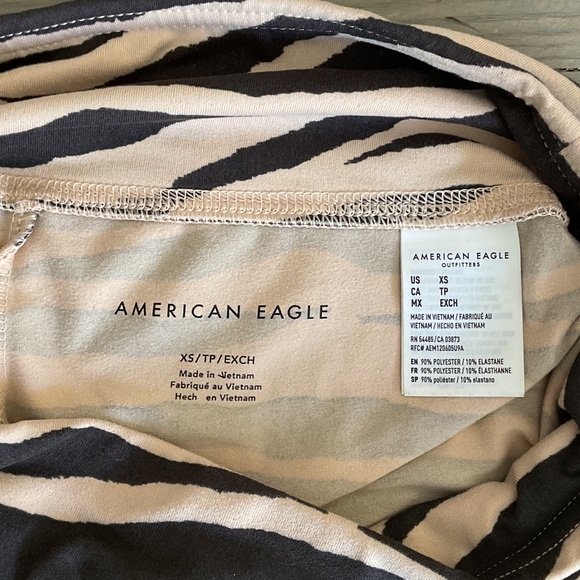 AMERICAN EAGLE
XS/TP/EXCH
Made in Vietnam
Fabriqué au Vietnam
Hech en Vietnam
AMERICAN EAGLE
OUTFITTERS
US XS
CA TP
MX EXCH
MADE IN VIETNAM / FABRIQUÉ AU
VIETNAM / HECHO EN VIETNAM
RN 54485/CA 03873
RFC# AEM120605U9A
EN 90% POLYESTER / 10% ELASTANE
FR 90% POLYESTER / 10% ÉLASTHANNE
SP 90% poliéster / 10% elastano